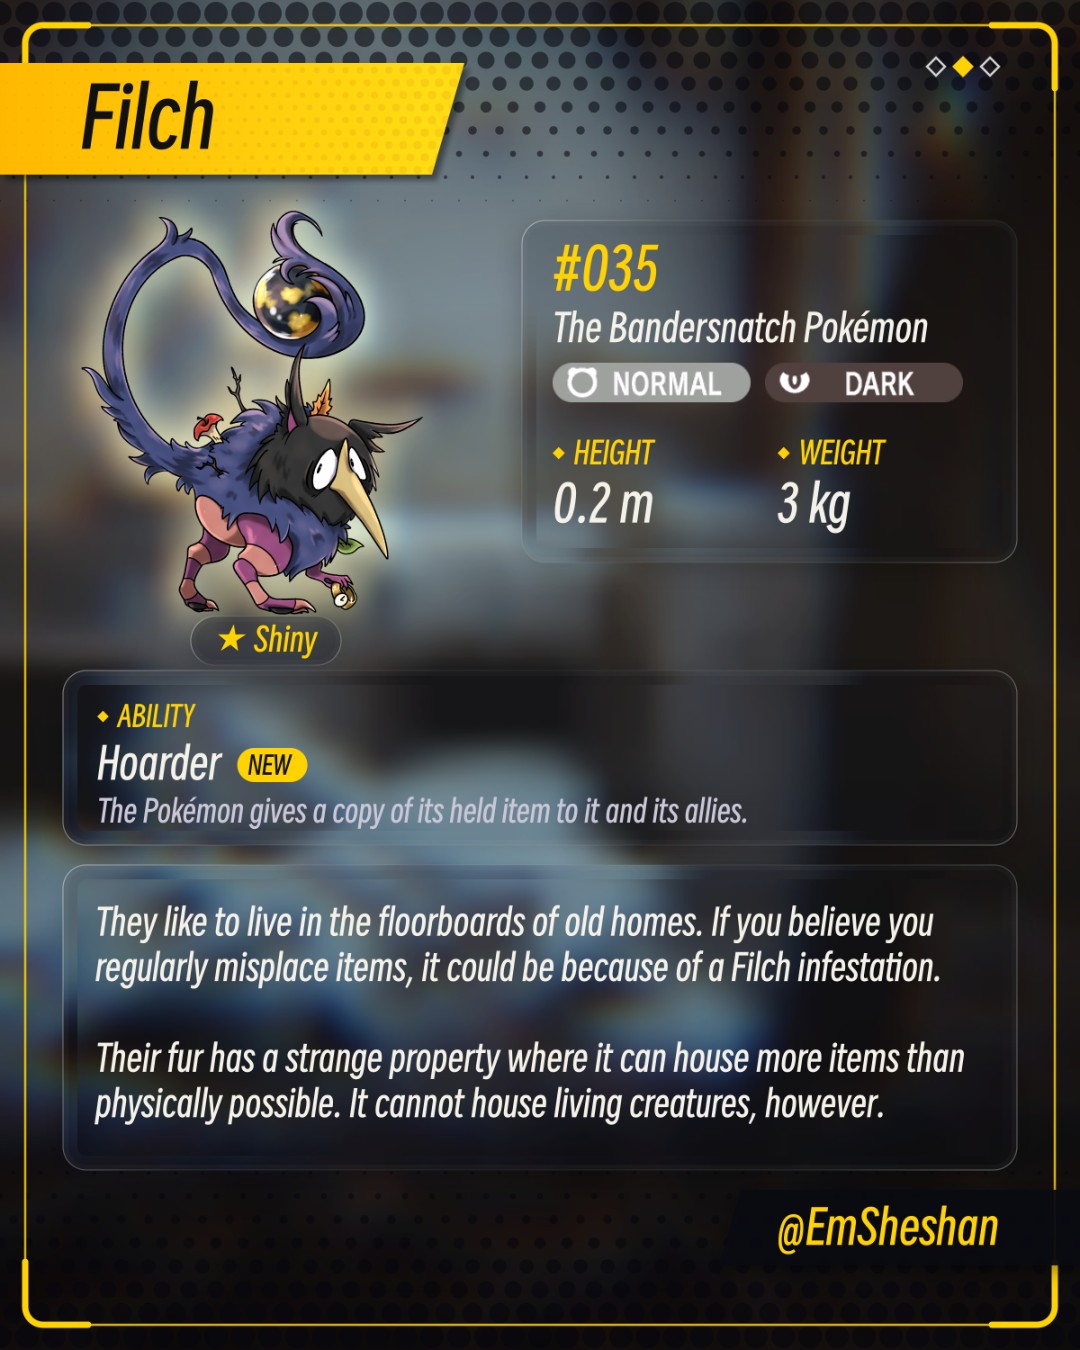 Filch
#035
The Bandersnatch Pokémon
NORMAL DARK
HEIGHT WEIGHT
0.2 m 3 kg
★ Shiny
ABILITY
Hoarder NEW
The Pokémon gives a copy of its held item to it and its allies.
They like to live in the floorboards of old homes. If you believe you
regularly misplace items, it could be because of a Filch infestation.
Their fur has a strange property where it can house more items than
physically possible. It cannot house living creatures, however.
@EmSheshan